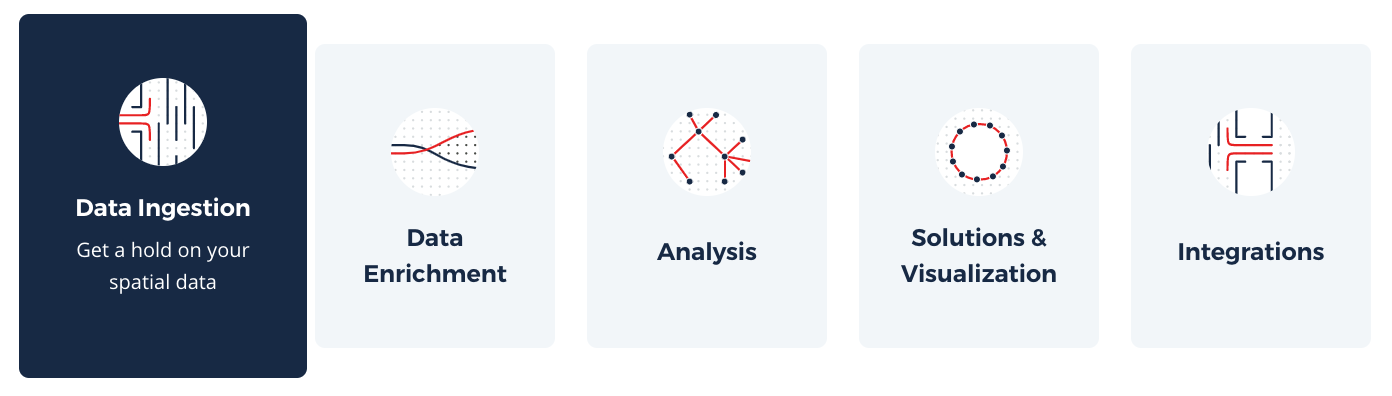 Data Ingestion
Get a hold on your
spatial data
Data
Enrichment
Analysis
Solutions &
Visualization
Integrations